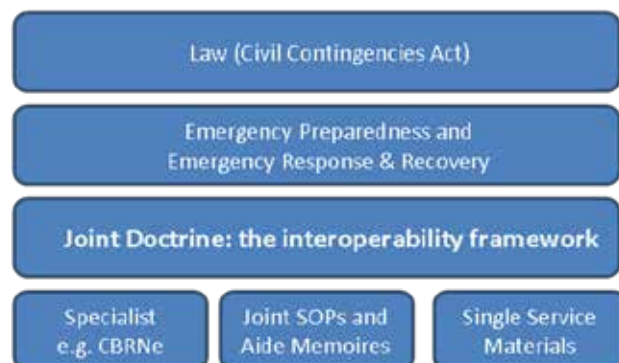 Law (Civil Contingencies Act)
Emergency Preparedness and
Emergency Response & Recovery
Joint Doctrine: the interoperability framework
Specialist
e.g. CBRNe
Joint SOPs and
Aide Memoires
Single Service
Materials